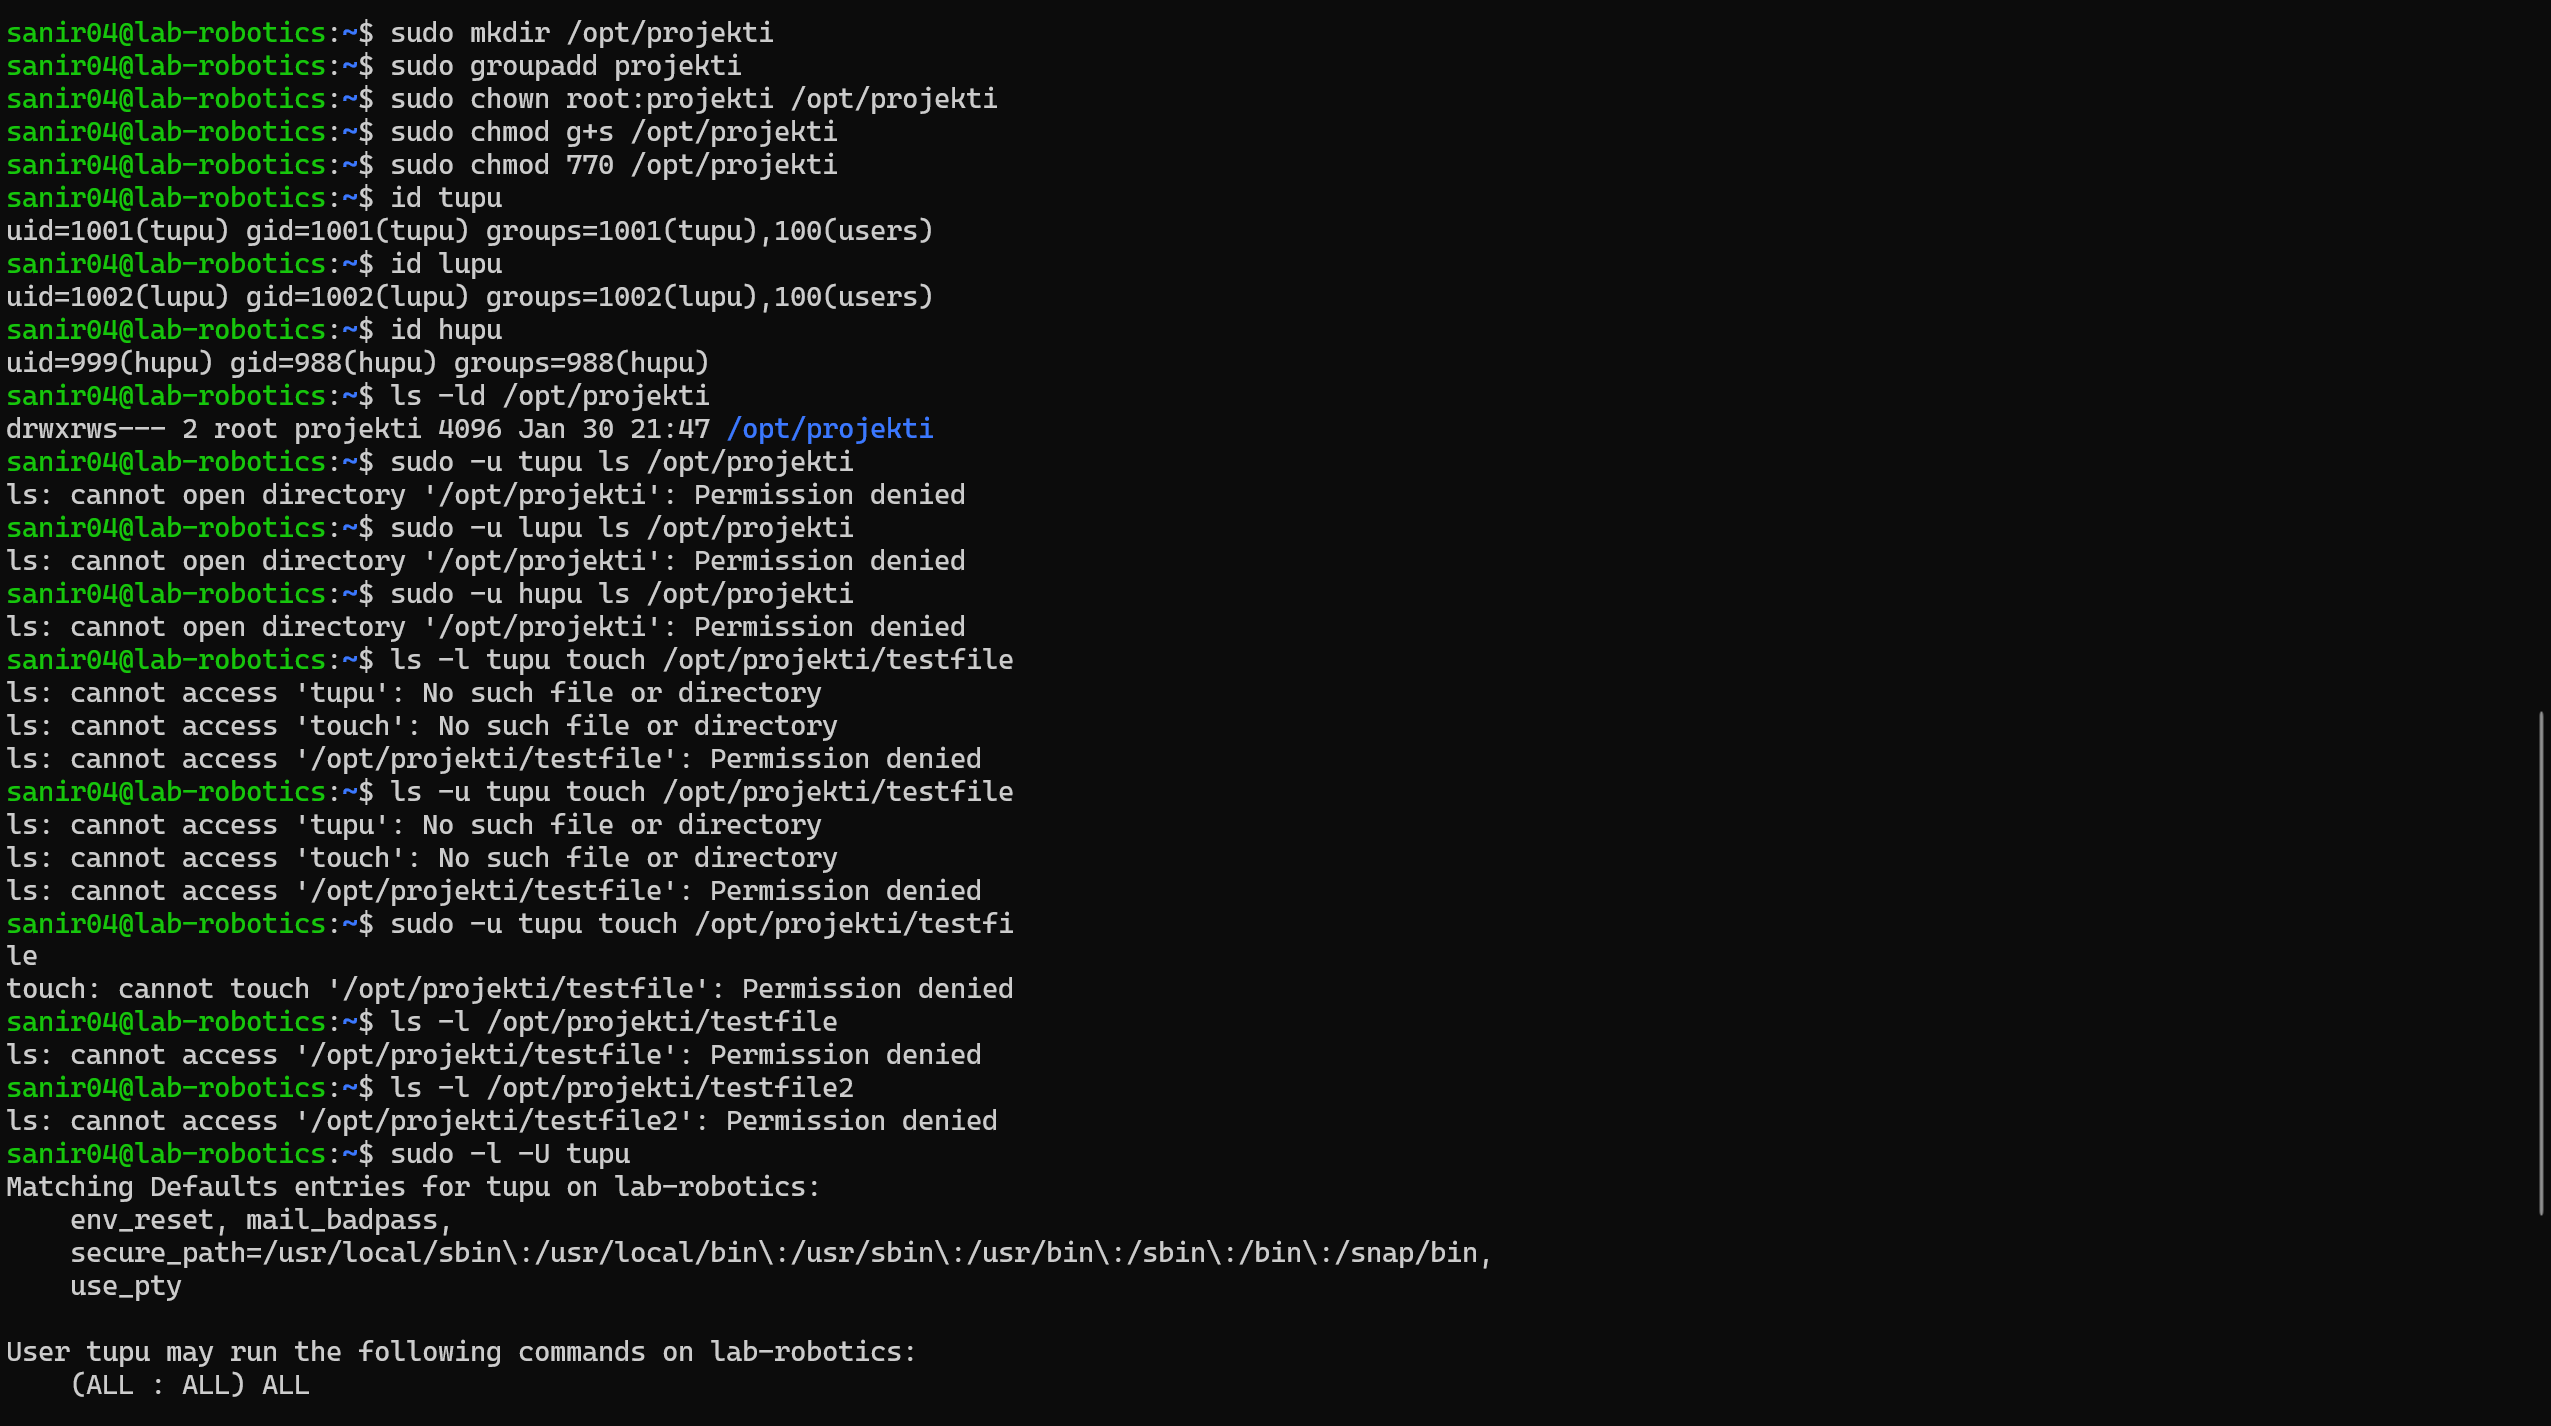 sanir04@lab-robotics:~$ sudo mkdir /opt/projekti
sanir04@lab-robotics:~$ sudo groupadd projekti
sanir04@lab-robotics:~$ sudo chown root:projekti /opt/projekti
sanir04@lab-robotics:~$ sudo chmod g+s /opt/projekti
sanir04@lab-robotics:~$ sudo chmod 770 /opt/projekti
sanir04@lab-robotics:~$ id tupu
uid=1001(tupu) gid=1001(tupu) groups=1001(tupu),100(users)
sanir04@lab-robotics:~$ id lupu
uid=1002(lupu) gid=1002(lupu) groups=1002(lupu),100(users)
sanir04@lab-robotics:~$ id hupu
uid=999(hupu) gid=988(hupu) groups=988(hupu)
sanir04@lab-robotics:~$ ls -ld /opt/projekti
drwxrws--- 2 root projekti 4096 Jan 30 21:47 /opt/projekti
sanir04@lab-robotics:~$ sudo -u tupu ls /opt/projekti
ls: cannot open directory '/opt/projekti': Permission denied
sanir04@lab-robotics:~$ sudo -u lupu ls /opt/projekti
ls: cannot open directory '/opt/projekti': Permission denied
sanir04@lab-robotics:~$ sudo -u hupu ls /opt/projekti
ls: cannot open directory '/opt/projekti': Permission denied
sanir04@lab-robotics:~$ ls -l tupu touch /opt/projekti/testfile
ls: cannot access 'tupu': No such file or directory
ls: cannot access 'touch': No such file or directory
ls: cannot access '/opt/projekti/testfile': Permission denied
sanir04@lab-robotics:~$ ls -u tupu touch /opt/projekti/testfile
ls: cannot access 'tupu': No such file or directory
ls: cannot access 'touch': No such file or directory
ls: cannot access '/opt/projekti/testfile': Permission denied
sanir04@lab-robotics:~$ sudo -u tupu touch /opt/projekti/testfi
le
touch: cannot touch '/opt/projekti/testfile': Permission denied
sanir04@lab-robotics:~$ ls -l /opt/projekti/testfile
ls: cannot access '/opt/projekti/testfile': Permission denied
sanir04@lab-robotics:~$ ls -l /opt/projekti/testfile2
ls: cannot access '/opt/projekti/testfile2': Permission denied
sanir04@lab-robotics:~$ sudo -l -U tupu
Matching Defaults entries for tupu on lab-robotics:
    env_reset, mail_badpass,
    secure_path=/usr/local/sbin\:/usr/local/bin\:/usr/sbin\:/usr/bin\:/sbin\:/bin\:/snap/bin,
    use_pty

User tupu may run the following commands on lab-robotics:
    (ALL : ALL) ALL